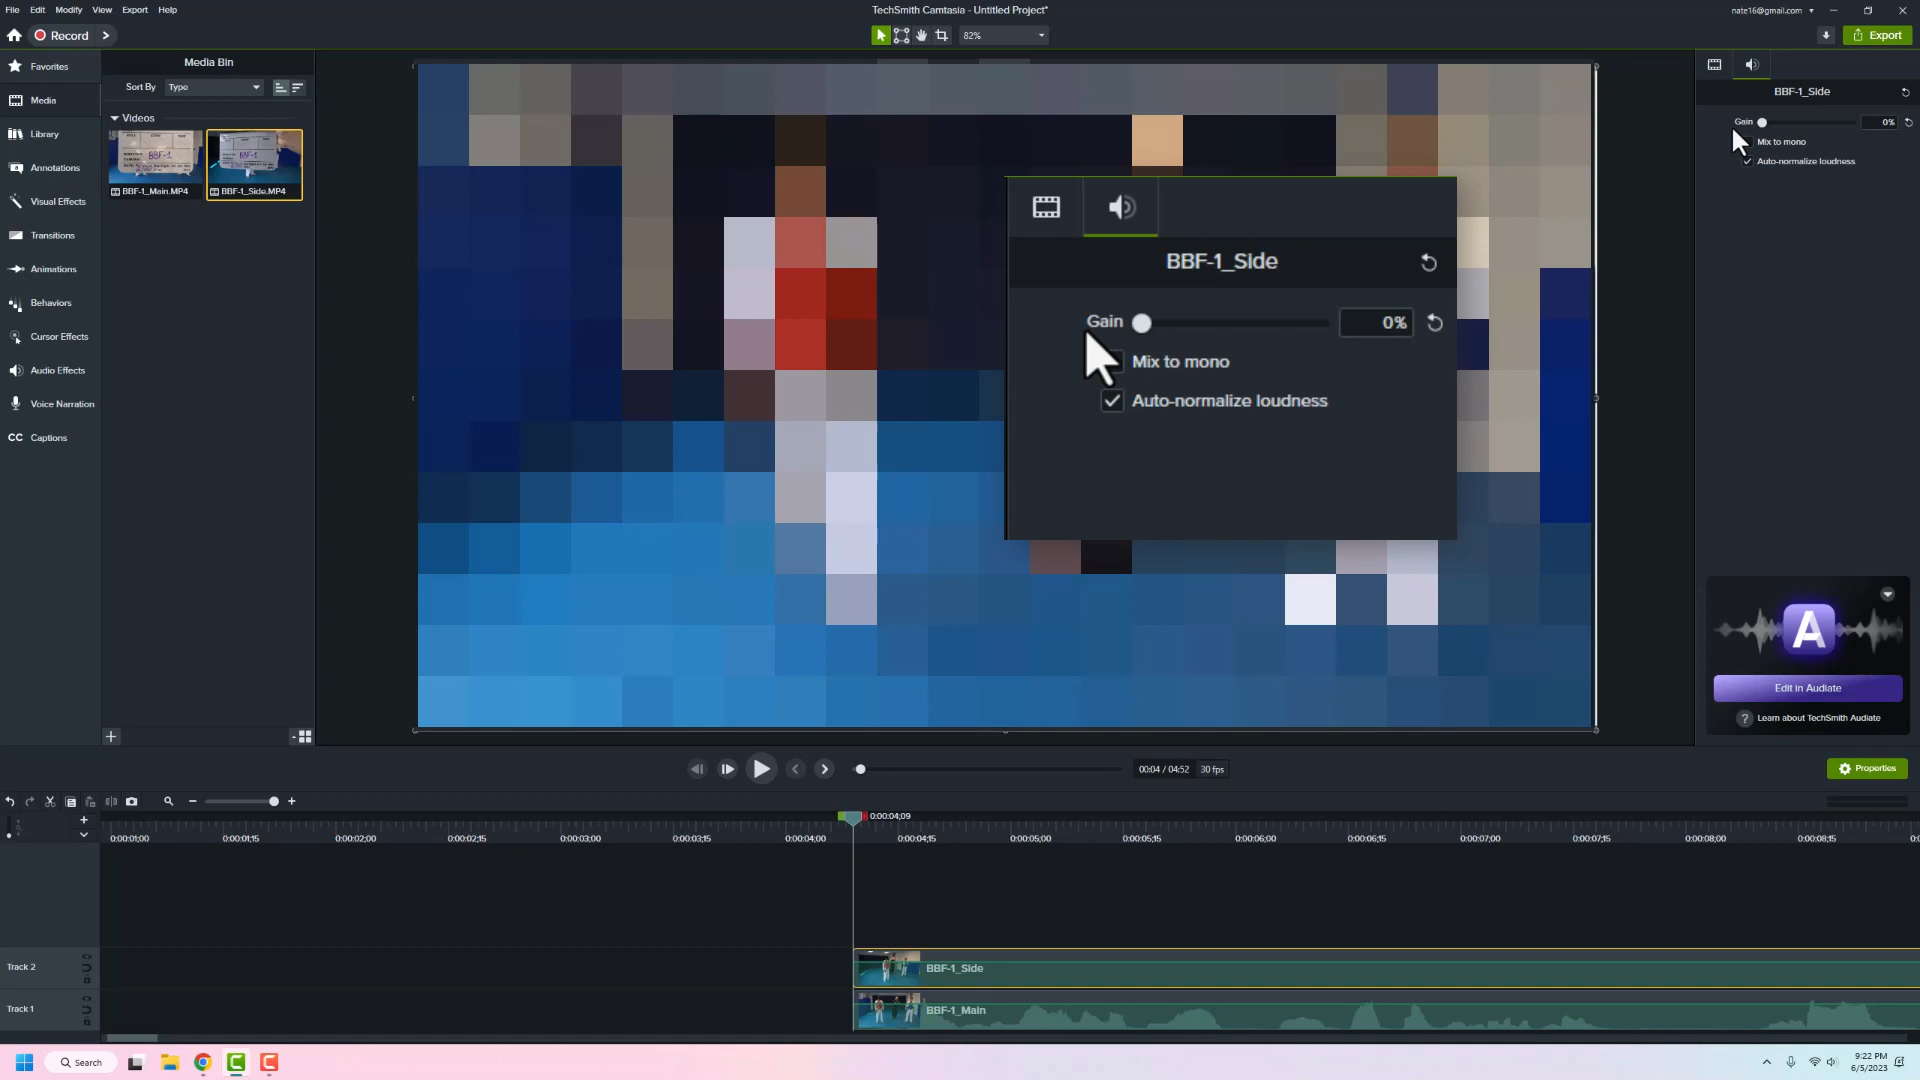 File Edit Modify View Export Help
TechSmith Camtasia - Untitled Project*
nate16@gmail.com
Record
82%
Export
Favorites
Media
Library
Annotations
Visual Effects
Transitions
Animations
Behaviors
Cursor Effects
Audio Effects
Voice Narration
CC Captions
Media Bin
Sort By Type
Videos
BBF-1
BBF-1
BBF-1_Main.MP4
BBF-1_Side.MP4
BBF-1_Side
Gain 0%
Mix to mono
Auto-normalize loudness
BBF-1_Side
Gain 0%
Mix to mono
Auto-normalize loudness
A
Edit in Audiate
? Learn about TechSmith Audiate
00:04 / 04:52 30 fps
Properties
0:00:04;09
0:00:01;00 0:00:01;15 0:00:02;00 0:00:02;15 0:00:03;00 0:00:03;15 0:00:04;00 0:00:04;15 0:00:05;00 0:00:05;15 0:00:06;00 0:00:06;15 0:00:07;00 0:00:07;15 0:00:08;00 0:00:08;15
Track 2
BBF-1_Side
Track 1
BBF-1_Main
Search
9:22 PM
6/5/2023